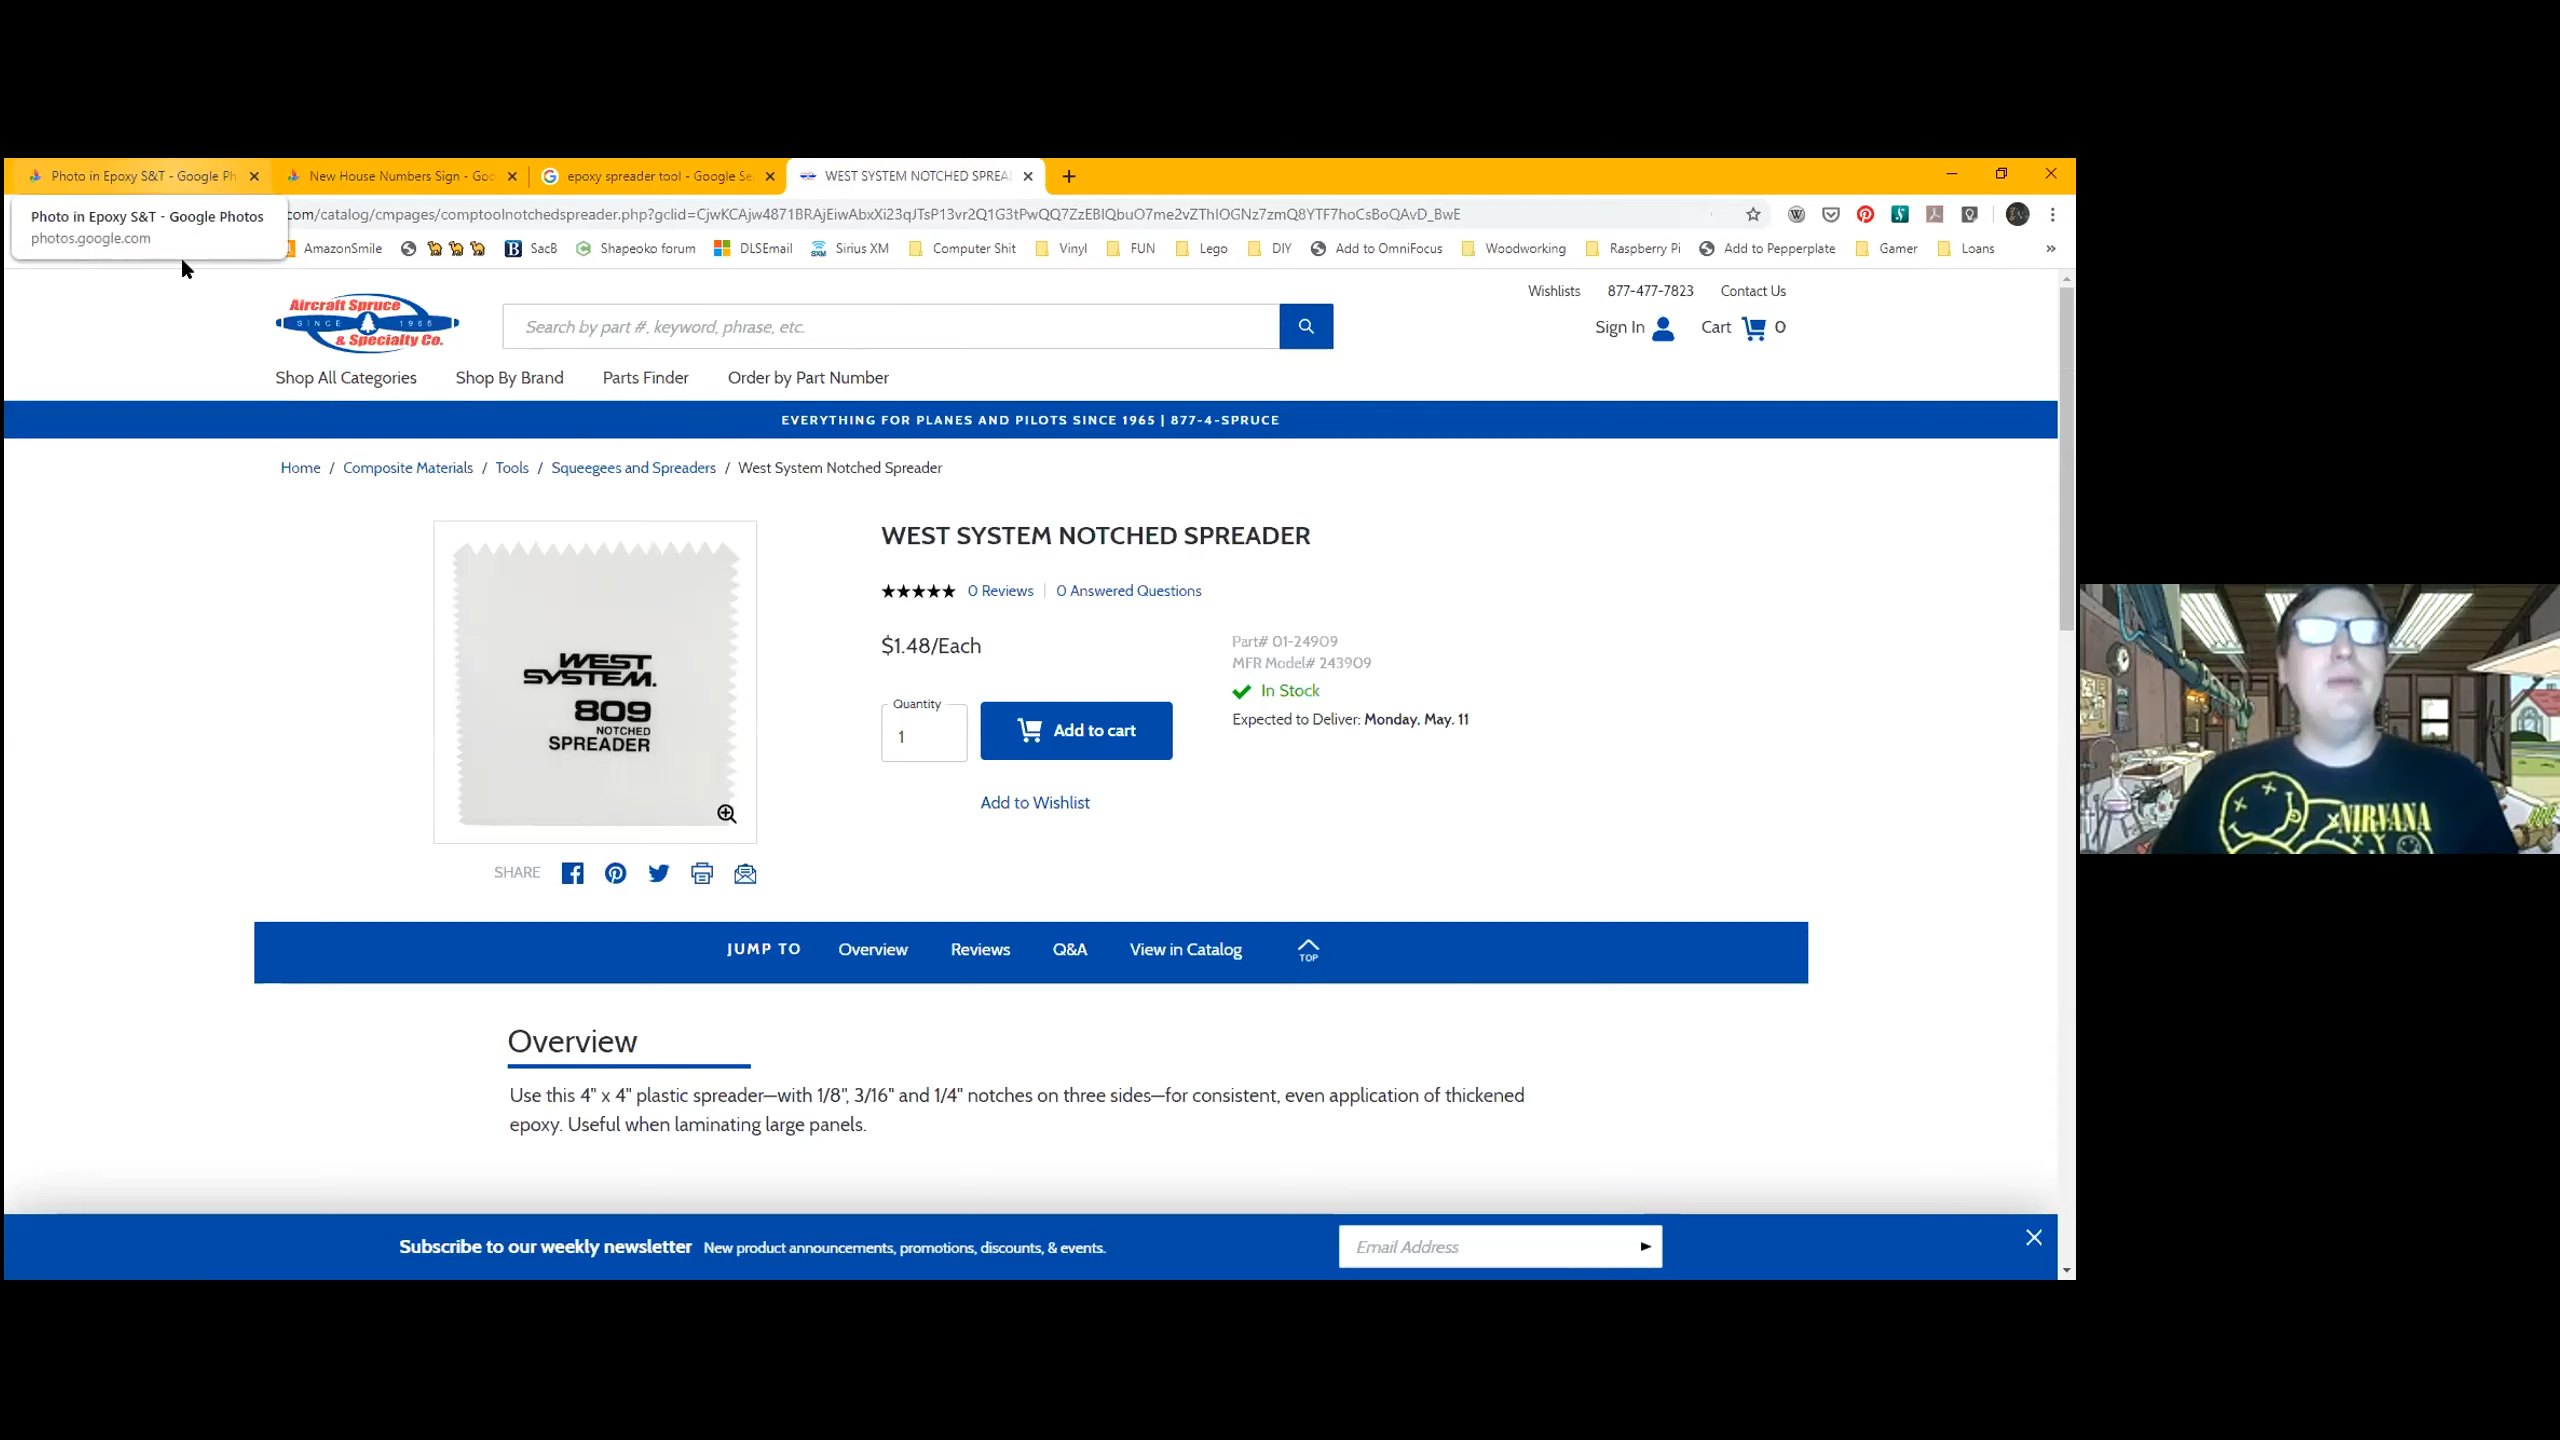 Photo in Epoxy S&T - Google Ph
New House Numbers Sign - Goo
epoxy spreader tool - Google Se
WEST SYSTEM NOTCHED SPREA
Photo in Epoxy S&T - Google Photos
photos.google.com
com/catalog/cmpages/comptoolnotchedspreader.php?gclid=CjwKCAjw4871BRAjEiwAbxXi23qJTsP13vr2Q1G3tPwQQ7ZzEBIQbuO7me2vZThIOGNz7zmQ8YTF7hoCsBoQAvD_BwE
AmazonSmile
SacB
Shapeoko forum
DLSEmail
Sirius XM
Computer Shit
Vinyl
FUN
Lego
DIY
Add to OmniFocus
Woodworking
Raspberry Pi
Add to Pepperplate
Gamer
Loans
Aircraft Spruce
SINCE 1965
& Specialty Co.
Search by part #, keyword, phrase, etc.
Wishlists 877-477-7823 Contact Us
Sign In Cart 0
Shop All Categories Shop By Brand Parts Finder Order by Part Number
EVERYTHING FOR PLANES AND PILOTS SINCE 1965 | 877-4-SPRUCE
Home / Composite Materials / Tools / Squeegees and Spreaders / West System Notched Spreader
WEST
SYSTEM.
809
NOTCHED
SPREADER
WEST SYSTEM NOTCHED SPREADER
0 Reviews | 0 Answered Questions
$1.48/Each
Part# 01-24909
MFR Model# 243909
In Stock
Expected to Deliver: Monday, May. 11
Quantity
1
Add to cart
Add to Wishlist
SHARE
JUMP TO Overview Reviews Q&A View in Catalog TOP
Overview
Use this 4" x 4" plastic spreader—with 1/8", 3/16" and 1/4" notches on three sides—for consistent, even application of thickened
epoxy. Useful when laminating large panels.
Subscribe to our weekly newsletter New product announcements, promotions, discounts, & events.
Email Address
NIRVANA